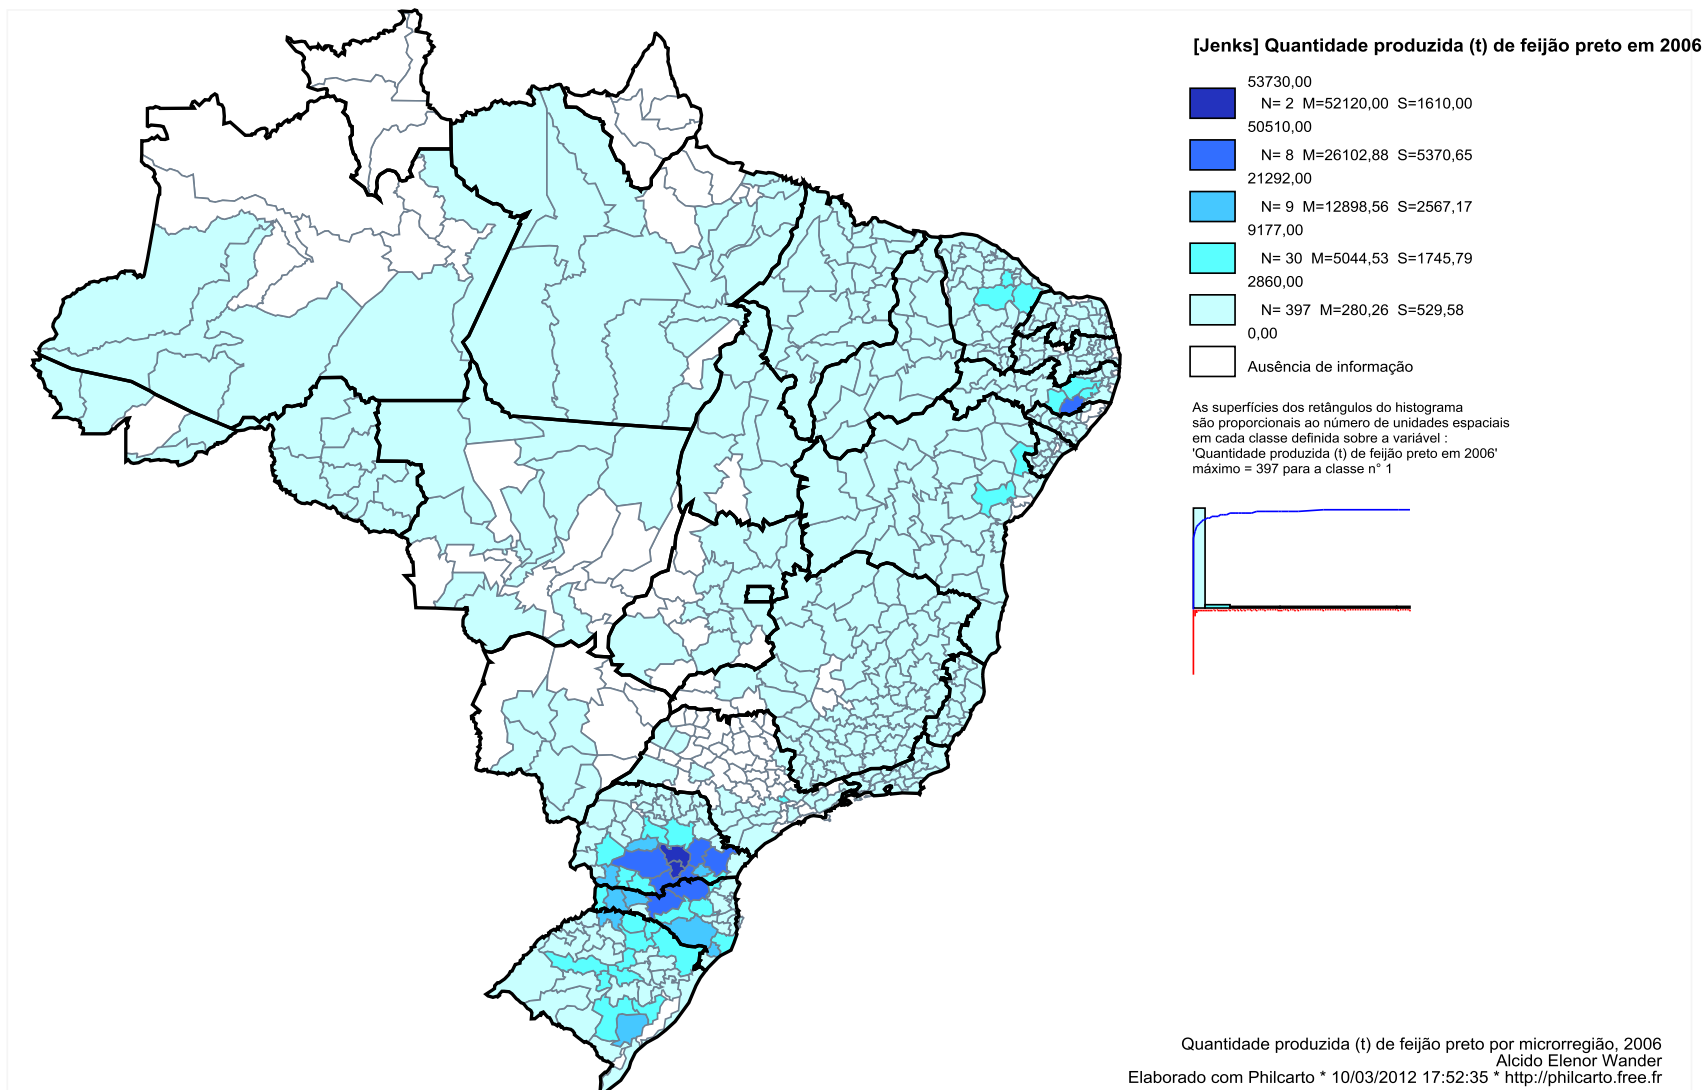 [Jenks] Quantidade produzida (t) de feijão preto em 2006
53730,00
N= 2 M=52120,00 S=1610,00
50510,00
N= 8 M=26102,88 S=5370,65
21292,00
N= 9 M=12898,56 S=2567,17
9177,00
N= 30 M=5044,53 S=1745,79
2860,00
N= 397 M=280,26 S=529,58
0,00
Ausência de informação
As superfícies dos retângulos do histograma
são proporcionais ao número de unidades espaciais
em cada classe definida sobre a variável :
'Quantidade produzida (t) de feijão preto em 2006'
máximo = 397 para a classe n° 1
Quantidade produzida (t) de feijão preto por microrregião, 2006
Alcido Elenor Wander
Elaborado com Philcarto * 10/03/2012 17:52:35 * http://philcarto.free.fr